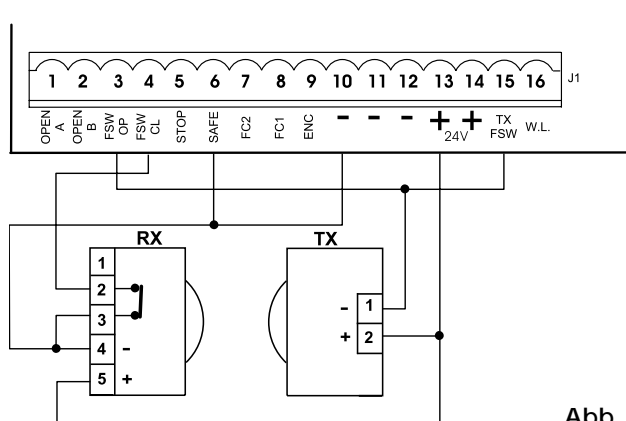 1 2 3 4 5 6 7 8 9 10 11 12 13 14 15 16 J1
OPEN A
OPEN B
FSW OP
FSW CL
STOP
SAFE
FC2
FC1
ENC
- - - + +
24V
TX FSW
W.L.
RX
1
2
3
4 -
5 +
TX
- 1
+ 2
Abb